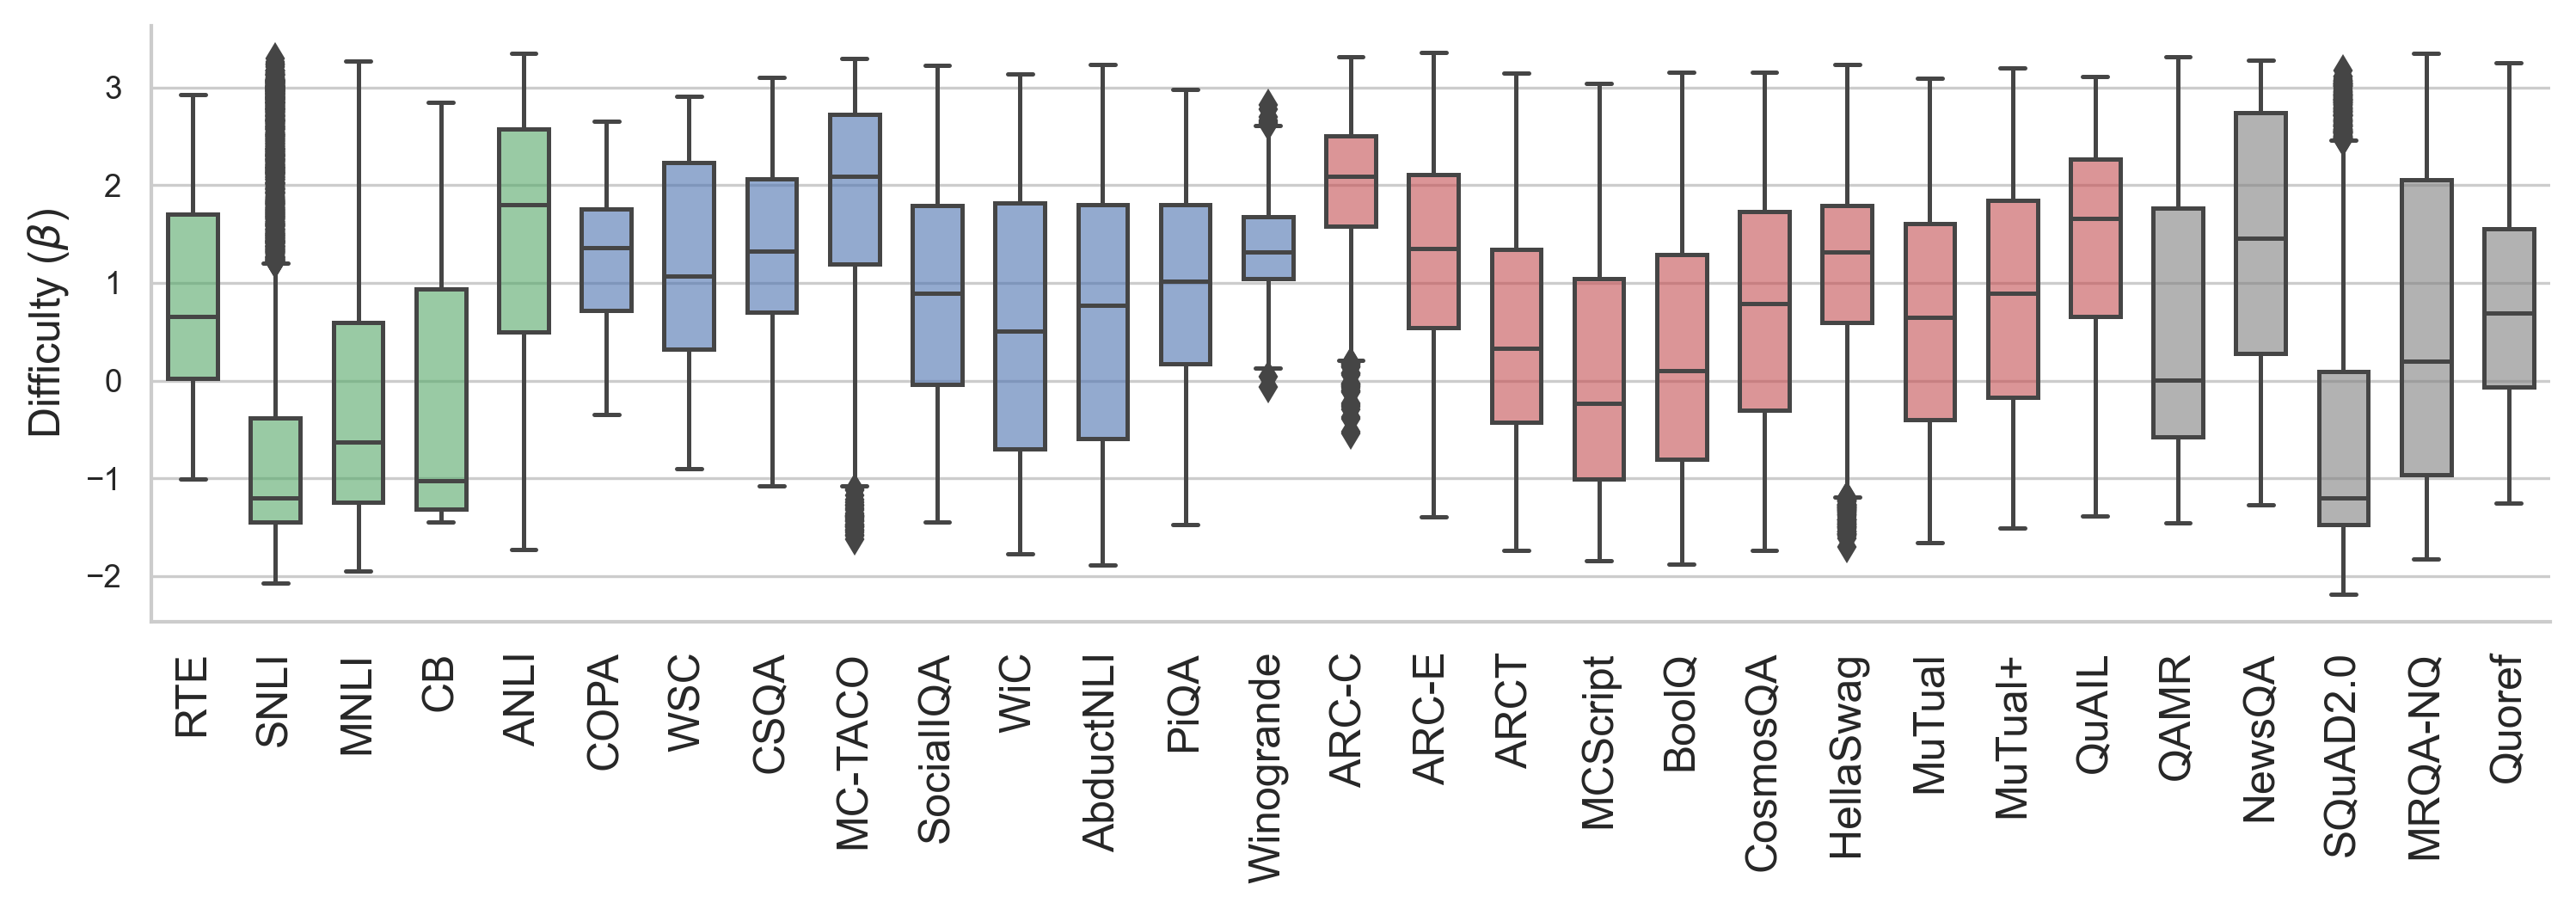 Difficulty (β)
3
2
1
0
−1
−2
RTE
SNLI
MNLI
CB
ANLI
COPA
WSC
CSQA
MC-TACO
SocialIQA
WiC
AbductNLI
PiQA
Winogrande
ARC-C
ARC-E
ARCT
MCScript
BoolQ
CosmosQA
HellaSwag
MuTual
MuTual+
QuAIL
QAMR
NewsQA
SQuAD2.0
MRQA-NQ
Quoref